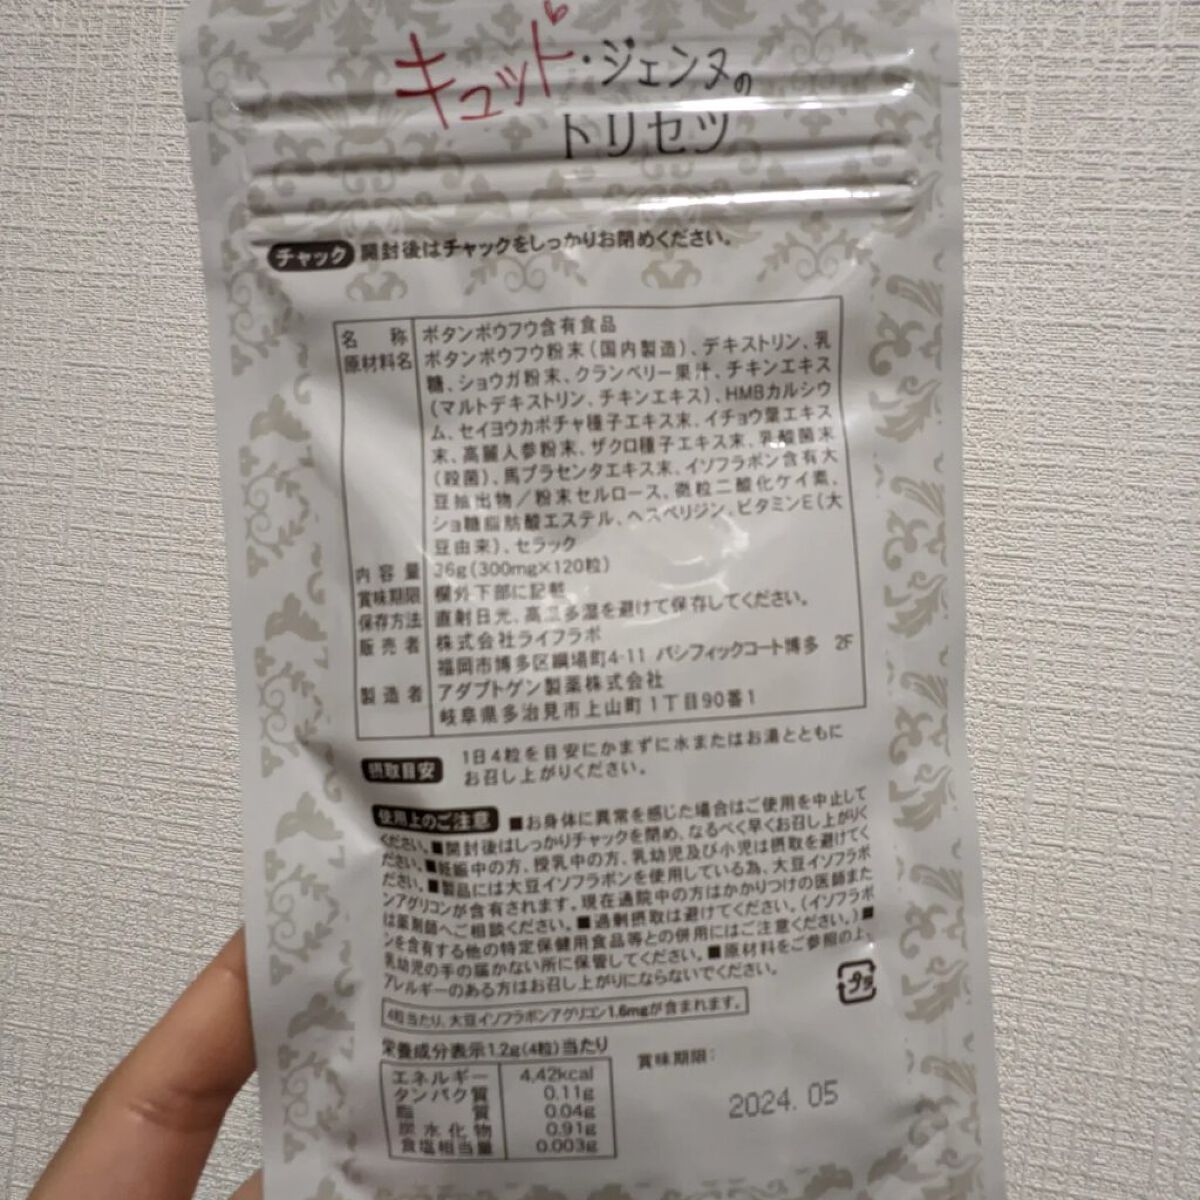 キュット・ジェンヌの
トリセツ
チャック 開封後はチャックをしっかりお閉めください。
名称 ボタンボウフウ含有食品
原材料名 ボタンボウフウ粉末(国内製造)、デキストリン、乳
糖、ショウガ粉末、クランベリー果汁、チキンエキス
(マルトデキストリン、チキンエキス)、HMBカルシウ
ム、セイヨウカボチャ種子エキス末、イチョウ葉エキス
末、高麗人参粉末、ザクロ種子エキス末、乳酸菌末
(殺菌)、馬プラセンタエキス末、イソフラボン含有大
豆抽出物/粉末セルロース、微粒二酸化ケイ素、
ショ糖脂肪酸エステル、ヘスペリジン、ビタミンE(大
豆由来)、セラック
内容量 36g(300mg×120粒)
賞味期限 欄外下部に記載
保存方法 直射日光、高温多湿を避けて保存してください。
販売者 株式会社ライフラボ
福岡市博多区綱場町4-11 パシフィックコート博多 2F
製造者 アダプトゲン製薬株式会社
岐阜県多治見市上山町1丁目90番1
摂取目安 1日4粒を目安にかまずに水またはお湯とともに
お召し上がりください。
使用上のご注意 ■お身体に異常を感じた場合はご使用を中止して
ください。■開封後はしっかりチャックを閉め、なるべく早くお召し上がりく
ださい。■妊娠中の方、授乳中の方、乳幼児及び小児は摂取を避けてく
ださい。■製品には大豆イソフラボンを使用している為、大豆イソフラボ
ンアグリコンが含有されます。現在通院中の方はかかりつけの医師また
は薬剤師へご相談ください。■過剰摂取は避けてください。(イソフラボ
ンを含有する他の特定保健用食品等との併用にはご注意ください。)■
乳幼児の手の届かない所に保管してください。■原材料をご参照の上、
アレルギーのある方はお召し上がりにならないでください。
4粒当たり、大豆イソフラボンアグリコン1.6mgが含まれます。
栄養成分表示1.2g(4粒)当たり
エネルギー 4.42kcal
タンパク質 0.11g
脂質 0.04g
炭水化物 0.91g
食塩相当量 0.003g
賞味期限:
2024.05
プラ